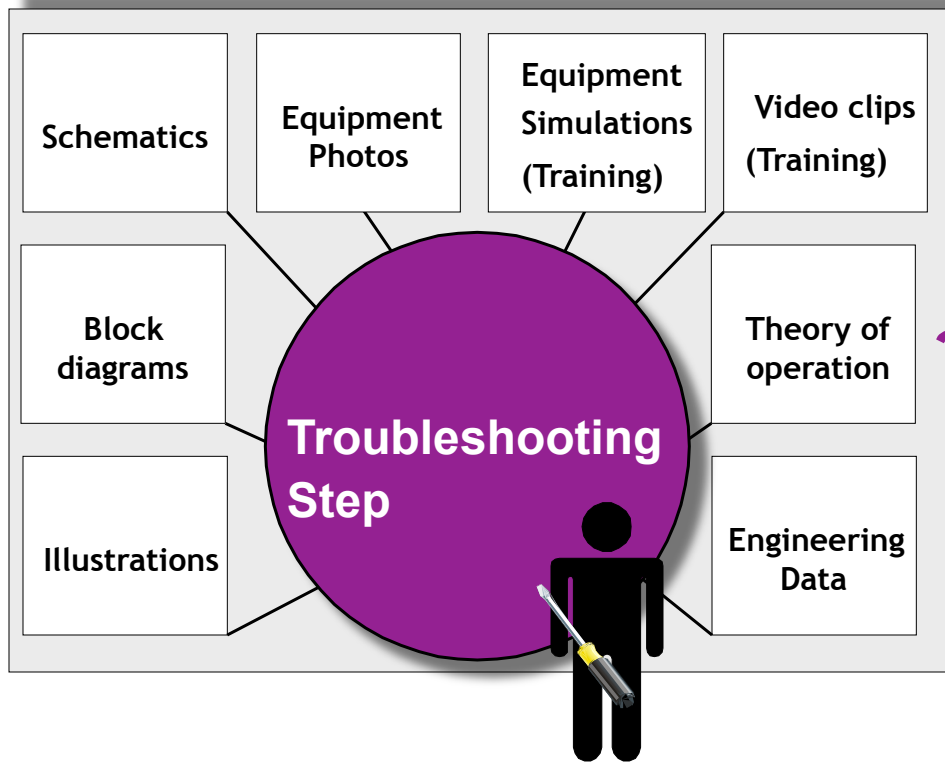 Schematics
Equipment
Photos
Equipment
Simulations
(Training)
Video clips
(Training)
Block
diagrams
Theory of
operation
Troubleshooting
Step
Illustrations
Engineering
Data